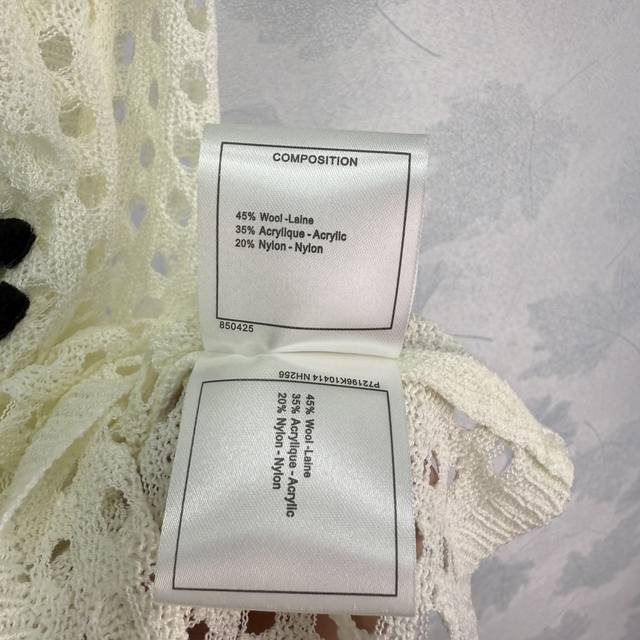 COMPOSITION
45% Wool -Laine
35% Acrylique - Acrylic
20% Nylon - Nylon
850425
P72198K10414 NH256
45% Wool -Laine
35% Acrylique - Acrylic
20% Nylon - Nylon